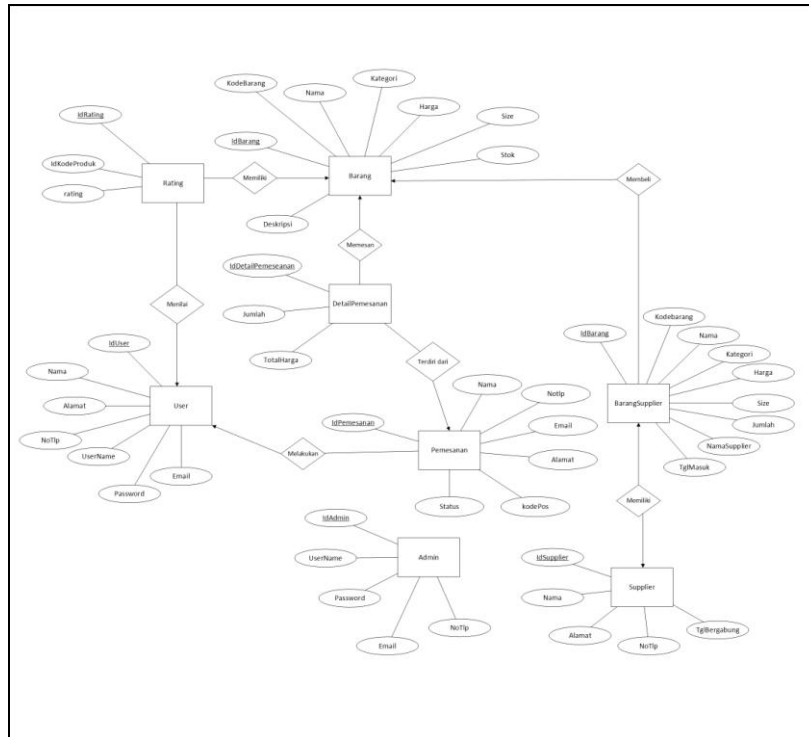 KodeBarang
Nama
Kategori
Harga
Size
Stok
IdBarang
Deskripsi
Barang
IdRating
IdKodeProduk
rating
Rating
Memiliki
Membeli
Memesan
Menilai
IdDetailPemeseanan
Jumlah
TotalHarga
DetailPemesanan
Terdiri dari
IdUser
Nama
Alamat
NoTlp
UserName
Password
Email
User
Melakukan
IdPemesanan
Nama
Notlp
Email
Alamat
kodePos
Status
Pemesanan
IdBarang
Kodebarang
Nama
Kategori
Harga
Size
Jumlah
NamaSupplier
TglMasuk
BarangSupplier
Memiliki
IdAdmin
UserName
Password
Email
NoTlp
Admin
IdSupplier
Nama
Alamat
NoTlp
TglBergabung
Supplier